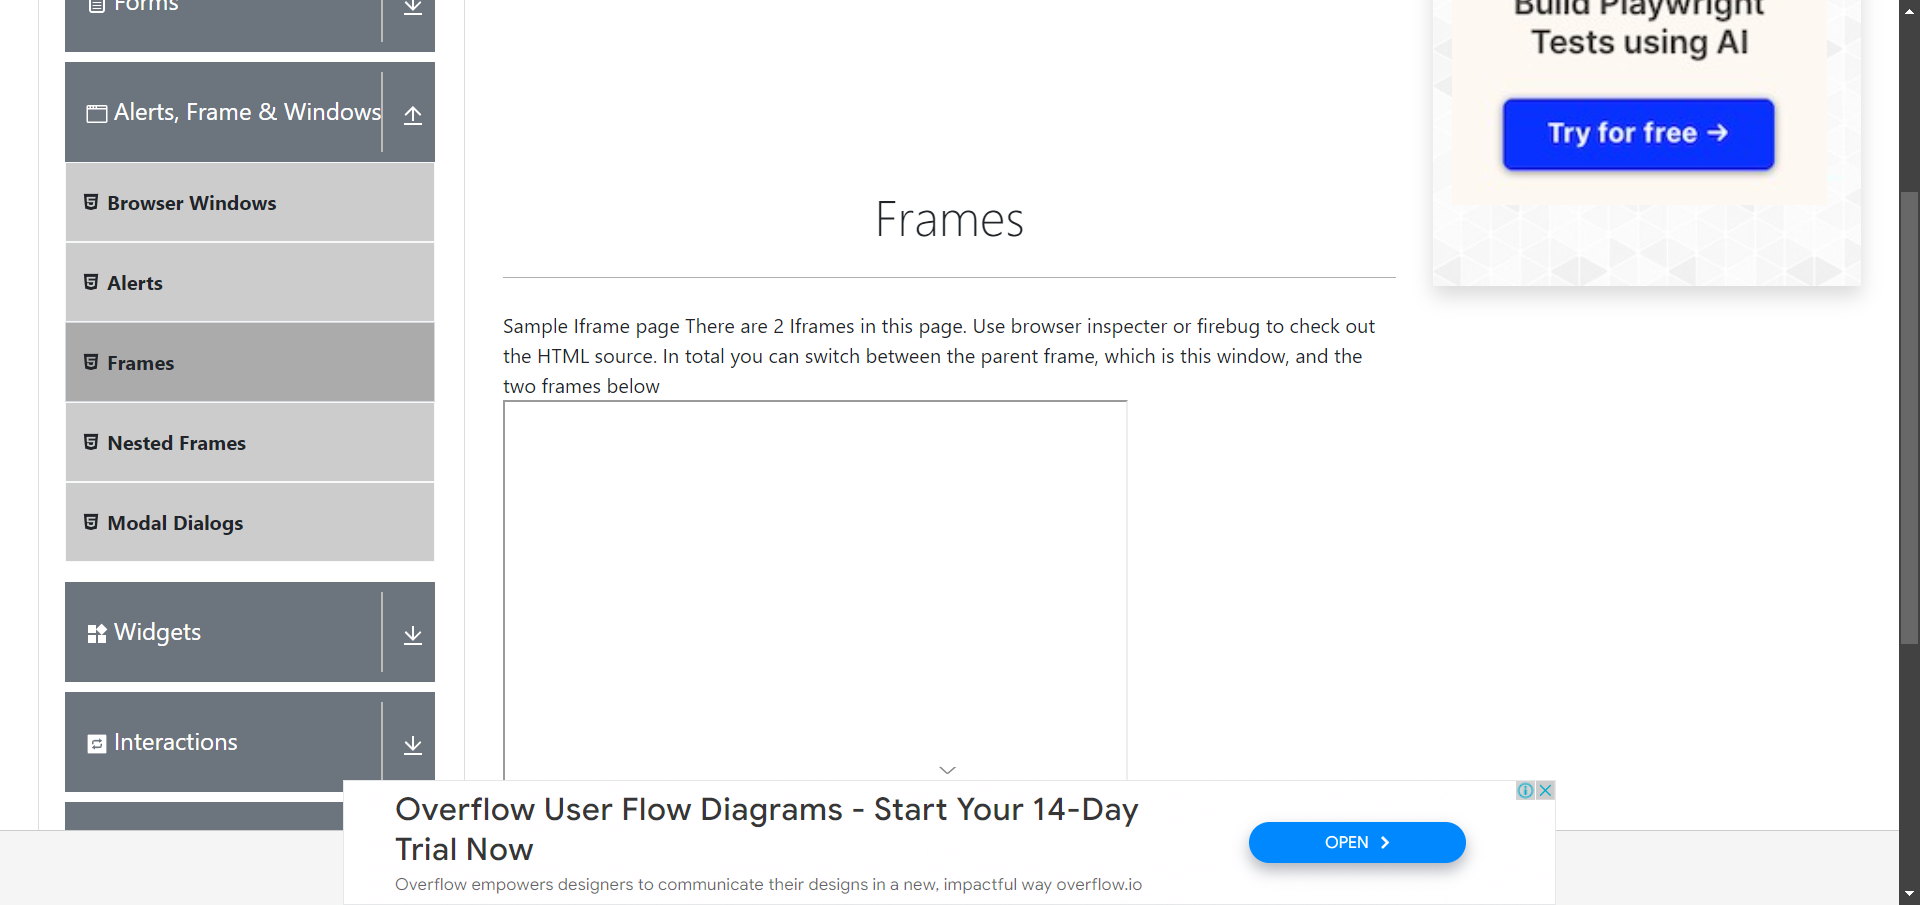 Forms
Alerts, Frame & Windows
Browser Windows
Alerts
Frames
Nested Frames
Modal Dialogs
Widgets
Interactions
Frames
Sample Iframe page There are 2 Iframes in this page. Use browser inspecter or firebug to check out
the HTML source. In total you can switch between the parent frame, which is this window, and the
two frames below
Build Playwright
Tests using AI
Try for free →
Overflow User Flow Diagrams - Start Your 14-Day
Trial Now
Overflow empowers designers to communicate their designs in a new, impactful way overflow.io
OPEN